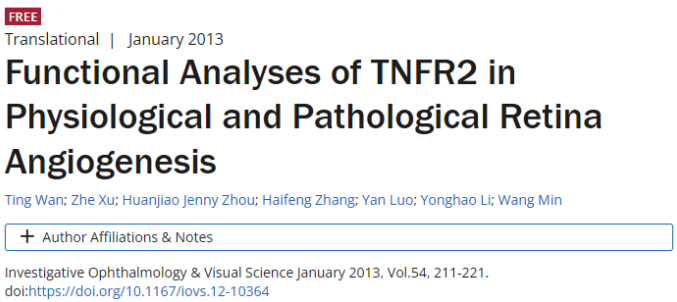 FREE
Translational | January 2013
Functional Analyses of TNFR2 in
Physiological and Pathological Retina
Angiogenesis
Ting Wan; Zhe Xu; Huanjiao Jenny Zhou; Haifeng Zhang; Yan Luo; Yonghao Li; Wang Min
+ Author Affiliations & Notes
Investigative Ophthalmology & Visual Science January 2013, Vol.54, 211-221.
doi:https://doi.org/10.1167/iovs.12-10364